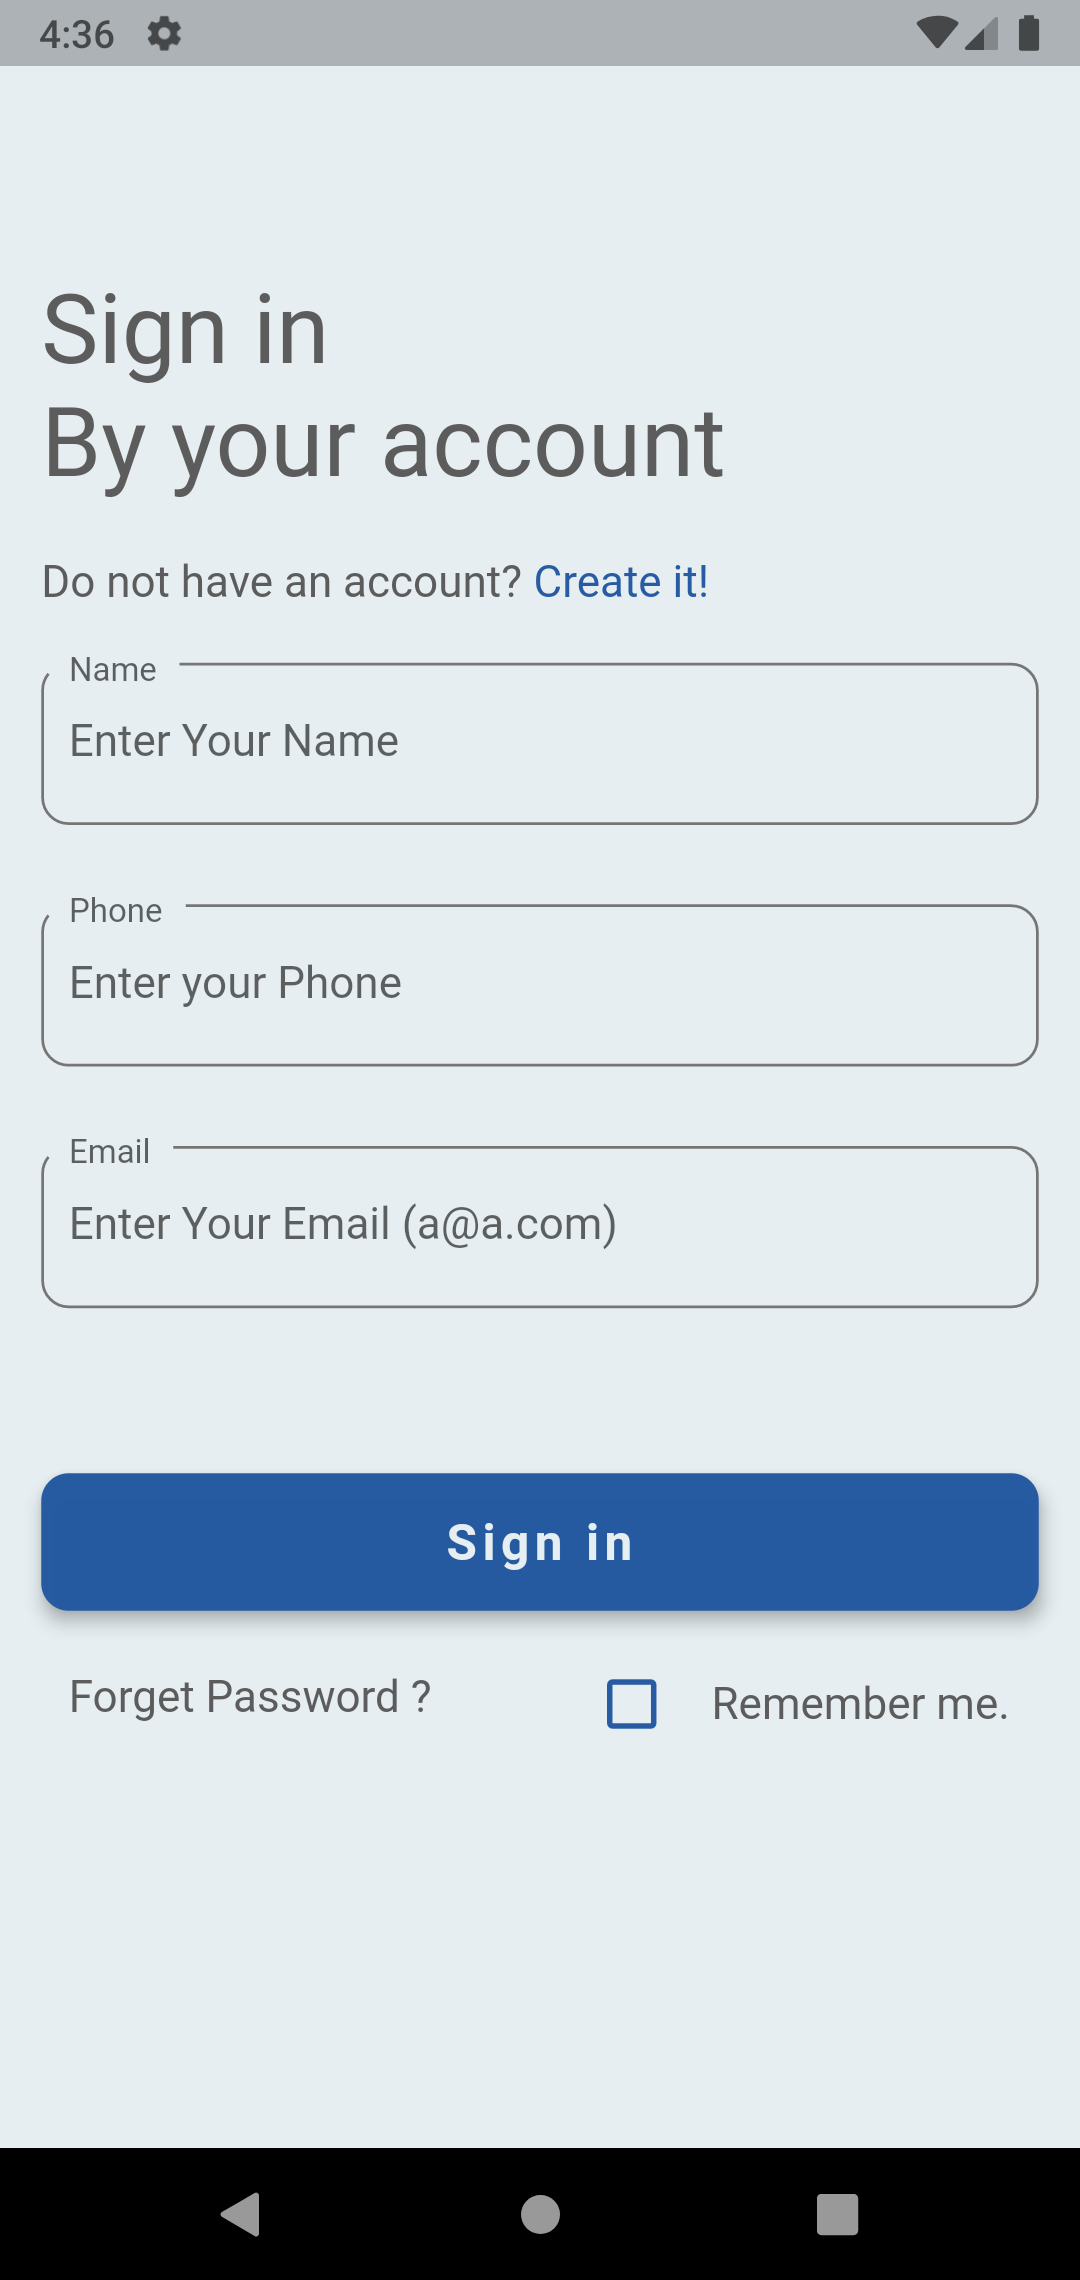 4:36
Sign in
By your account
Do not have an account? Create it!
Name
Enter Your Name
Phone
Enter your Phone
Email
Enter Your Email (a@a.com)
Sign in
Forget Password ?
Remember me.